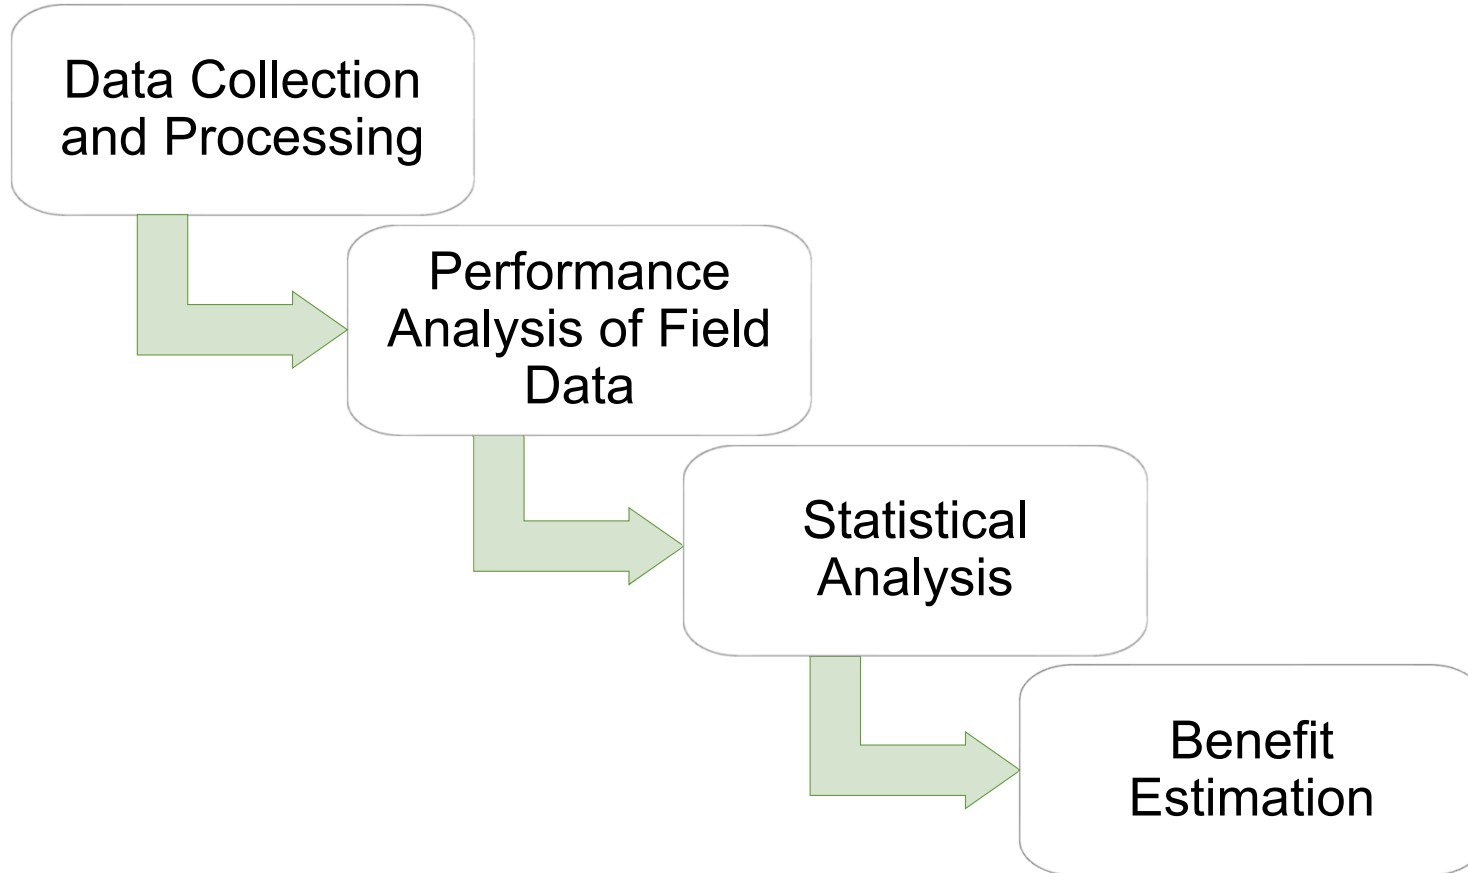 Data Collection
and Processing
Performance
Analysis of Field
Data
Statistical
Analysis
Benefit
Estimation